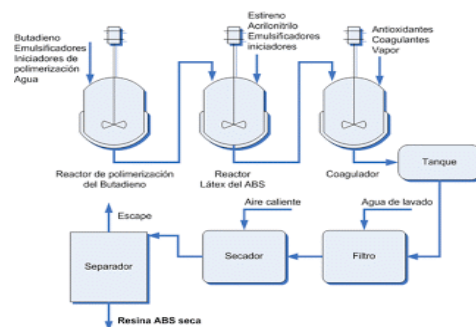 Butadieno
Emulsificadores
Iniciadores de
polimerización
Agua
Estireno
Acrilonitrilo
Emulsificadores
iniciadores
Antioxidantes
Coagulantes
Vapor
Reactor de polimerización
del Butadieno
Reactor
Látex del ABS
Coagulador
Tanque
Escape
Aire caliente
Agua de lavado
Separador
Secador
Filtro
Resina ABS seca